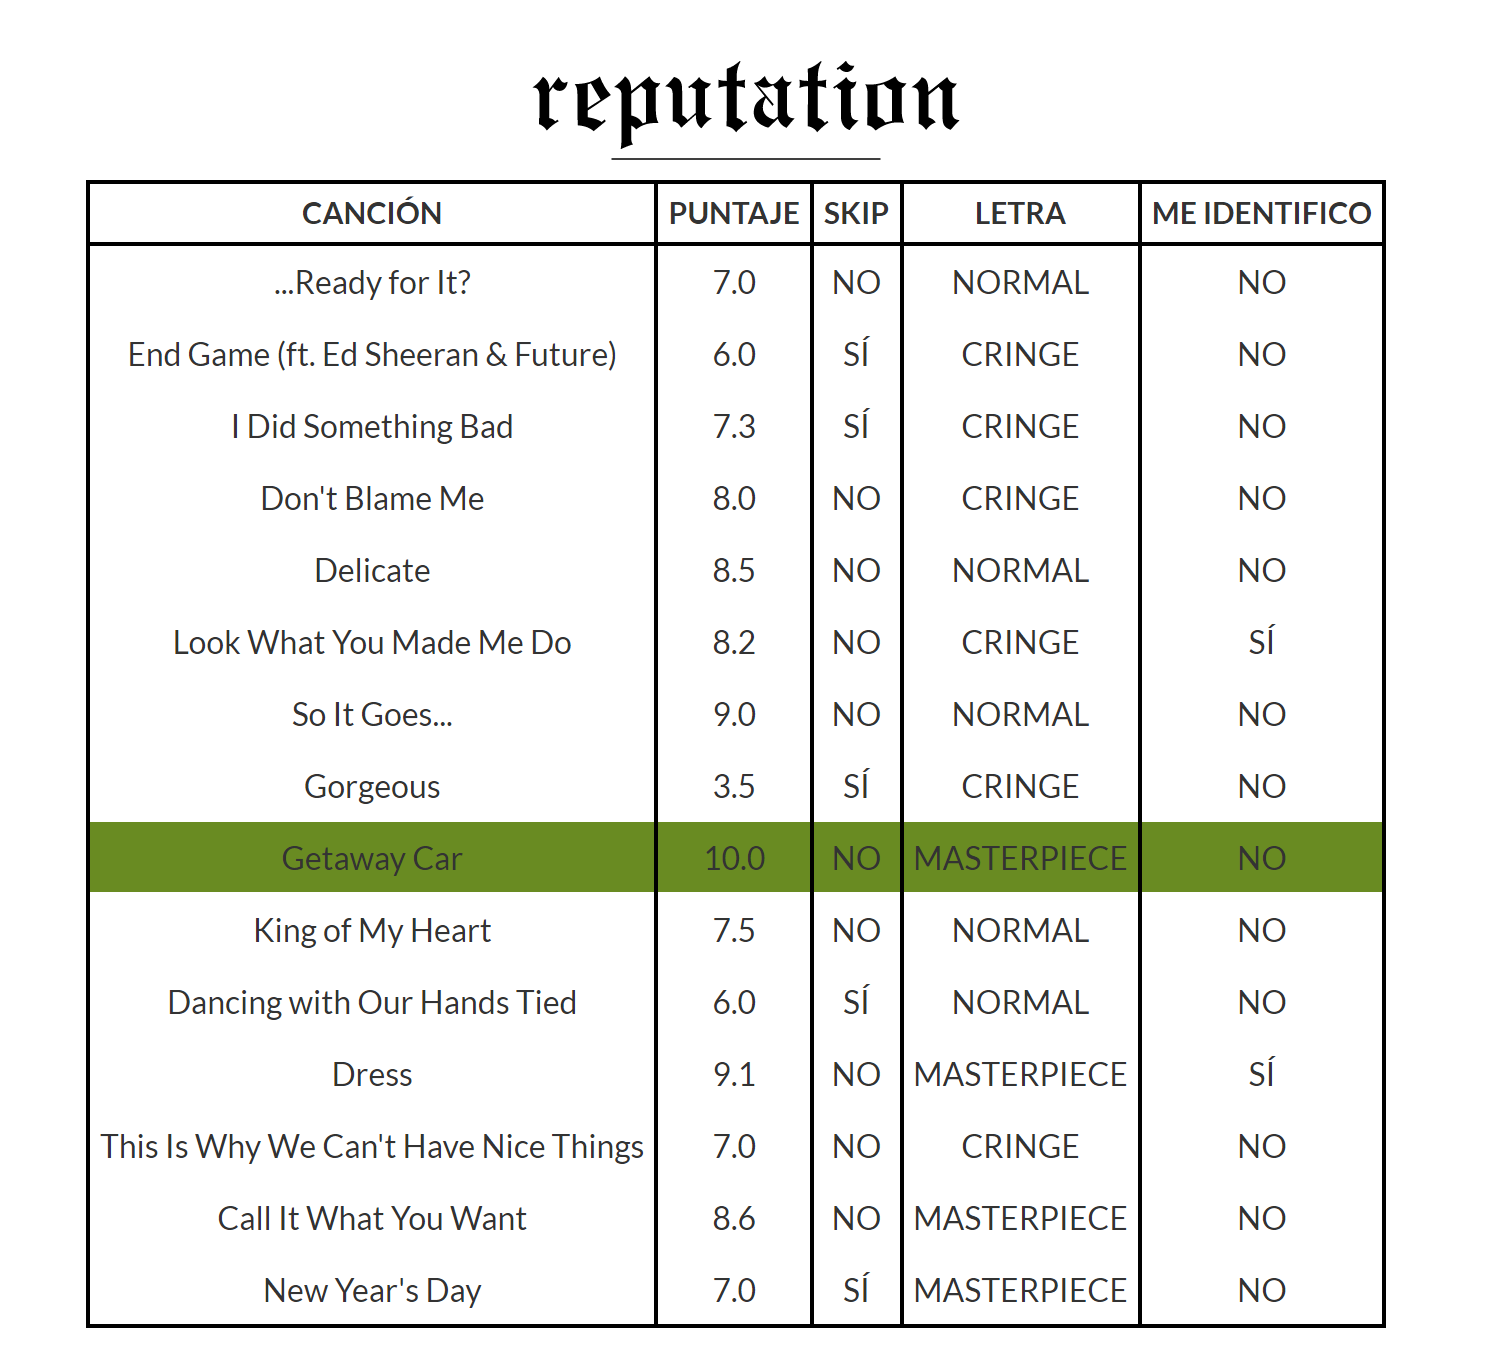 reputation
CANCIÓN PUNTAJE SKIP LETRA ME IDENTIFICO
...Ready for It? 7.0 NO NORMAL NO
End Game (ft. Ed Sheeran & Future) 6.0 SÍ CRINGE NO
I Did Something Bad 7.3 SÍ CRINGE NO
Don't Blame Me 8.0 NO CRINGE NO
Delicate 8.5 NO NORMAL NO
Look What You Made Me Do 8.2 NO CRINGE SÍ
So It Goes... 9.0 NO NORMAL NO
Gorgeous 3.5 SÍ CRINGE NO
Getaway Car 10.0 NO MASTERPIECE NO
King of My Heart 7.5 NO NORMAL NO
Dancing with Our Hands Tied 6.0 SÍ NORMAL NO
Dress 9.1 NO MASTERPIECE SÍ
This Is Why We Can't Have Nice Things 7.0 NO CRINGE NO
Call It What You Want 8.6 NO MASTERPIECE NO
New Year's Day 7.0 SÍ MASTERPIECE NO